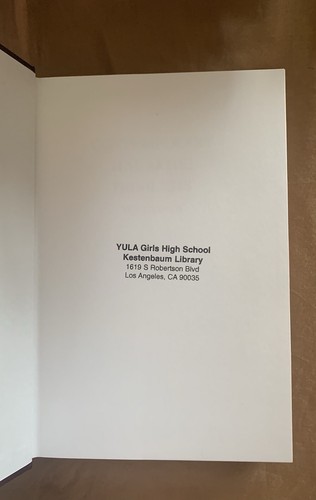 YULA Girls High School
Kestenbaum Library
1619 S Robertson Blvd
Los Angeles, CA 90035